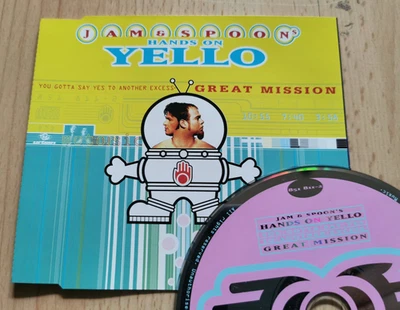 JAM & SPOON'S
HANDS ON
YELLO
YOU GOTTA SAY YES TO ANOTHER EXCESS
GREAT MISSION
JAM & SPOON'S
HANDS ON YELLO
GREAT MISSION